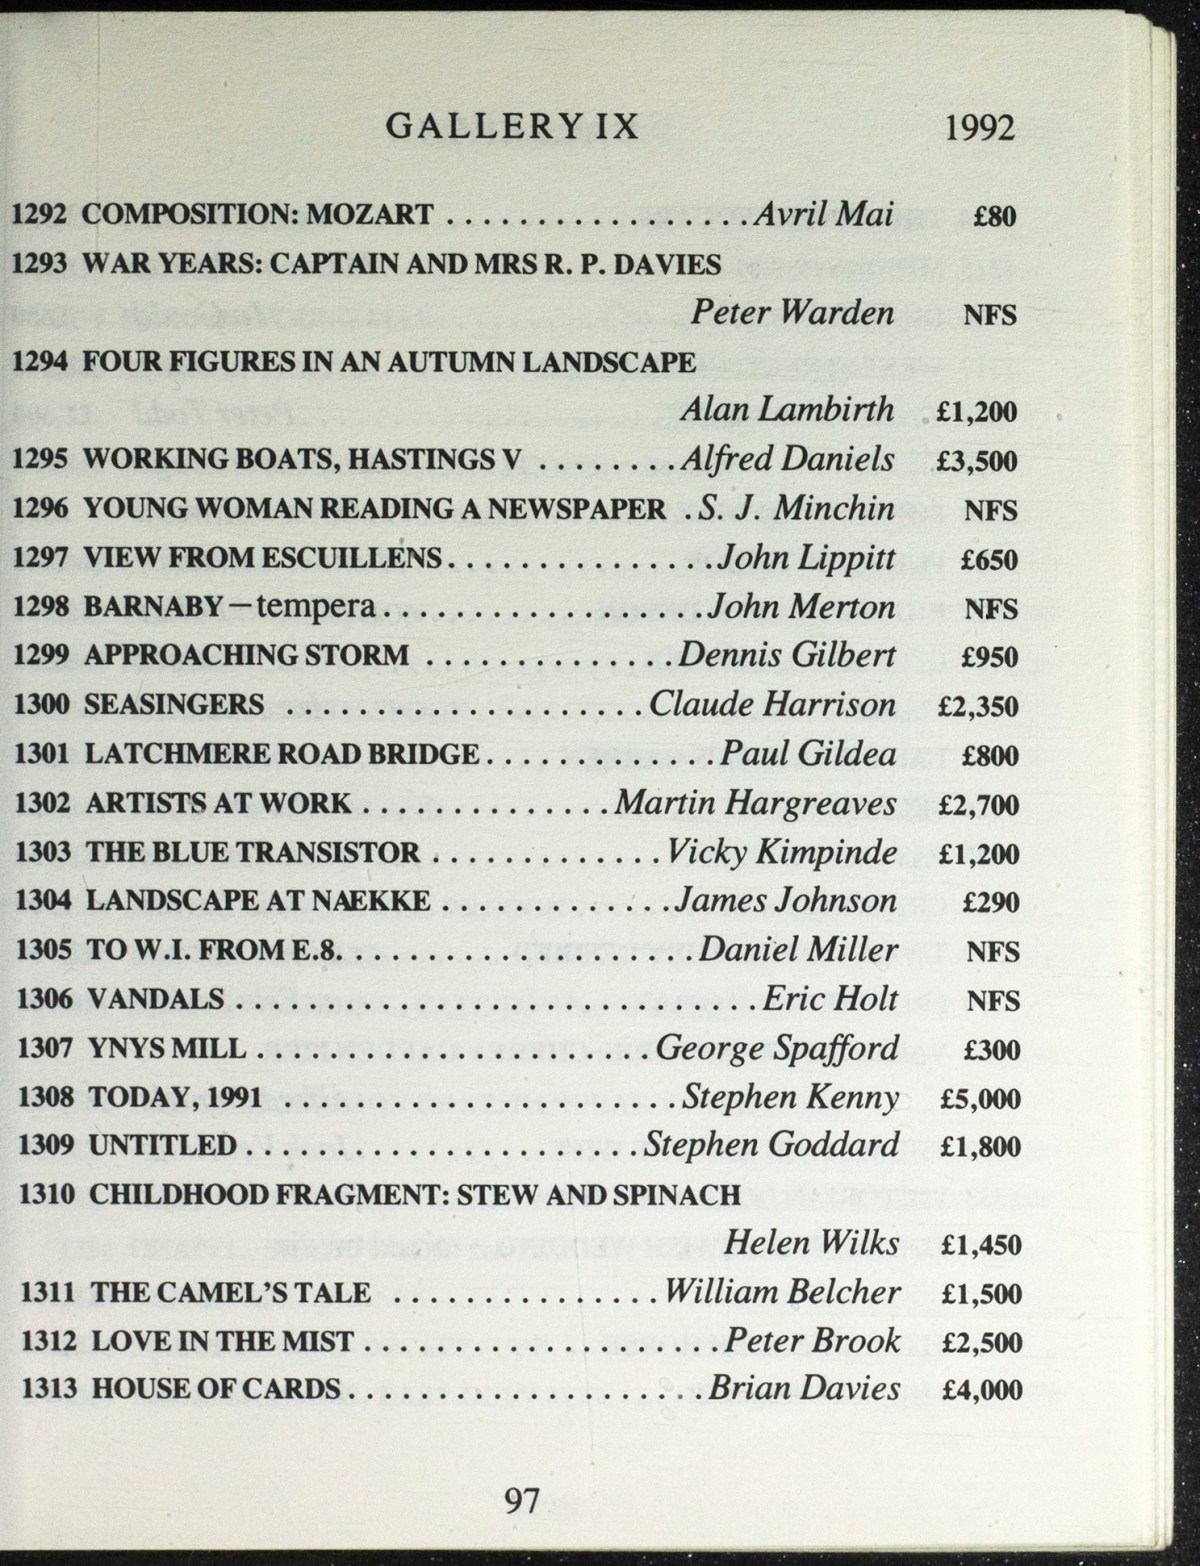 GALLERY IX 1992
1292 COMPOSITION: MOZART . . . . . . . . . . . . . . . . . Avril Mai £80
1293 WAR YEARS: CAPTAIN AND MRS R. P. DAVIES
Peter Warden NFS
1294 FOUR FIGURES IN AN AUTUMN LANDSCAPE
Alan Lambirth £1,200
1295 WORKING BOATS, HASTINGS V . . . . . . . . Alfred Daniels £3,500
1296 YOUNG WOMAN READING A NEWSPAPER . S. J. Minchin NFS
1297 VIEW FROM ESCUILLENS . . . . . . . . . . . . . . . John Lippitt £650
1298 BARNABY — tempera . . . . . . . . . . . . . . . . . . John Merton NFS
1299 APPROACHING STORM . . . . . . . . . . . . . . Dennis Gilbert £950
1300 SEASINGERS . . . . . . . . . . . . . . . . . . . . Claude Harrison £2,350
1301 LATCHMERE ROAD BRIDGE . . . . . . . . . . . . . Paul Gildea £800
1302 ARTISTS AT WORK . . . . . . . . . . . . . . Martin Hargreaves £2,700
1303 THE BLUE TRANSISTOR . . . . . . . . . . . . . Vicky Kimpinde £1,200
1304 LANDSCAPE AT NAEKKE . . . . . . . . . . . . . James Johnson £290
1305 TO W.I. FROM E.8. . . . . . . . . . . . . . . . . . . . Daniel Miller NFS
1306 VANDALS . . . . . . . . . . . . . . . . . . . . . . . . . . . . . Eric Holt NFS
1307 YNYS MILL . . . . . . . . . . . . . . . . . . . . . . George Spafford £300
1308 TODAY, 1991 . . . . . . . . . . . . . . . . . . . . . . Stephen Kenny £5,000
1309 UNTITLED . . . . . . . . . . . . . . . . . . . . . . Stephen Goddard £1,800
1310 CHILDHOOD FRAGMENT: STEW AND SPINACH
Helen Wilks £1,450
1311 THE CAMEL'S TALE . . . . . . . . . . . . . . . William Belcher £1,500
1312 LOVE IN THE MIST . . . . . . . . . . . . . . . . . . . . Peter Brook £2,500
1313 HOUSE OF CARDS . . . . . . . . . . . . . . . . . . . . Brian Davies £4,000
97